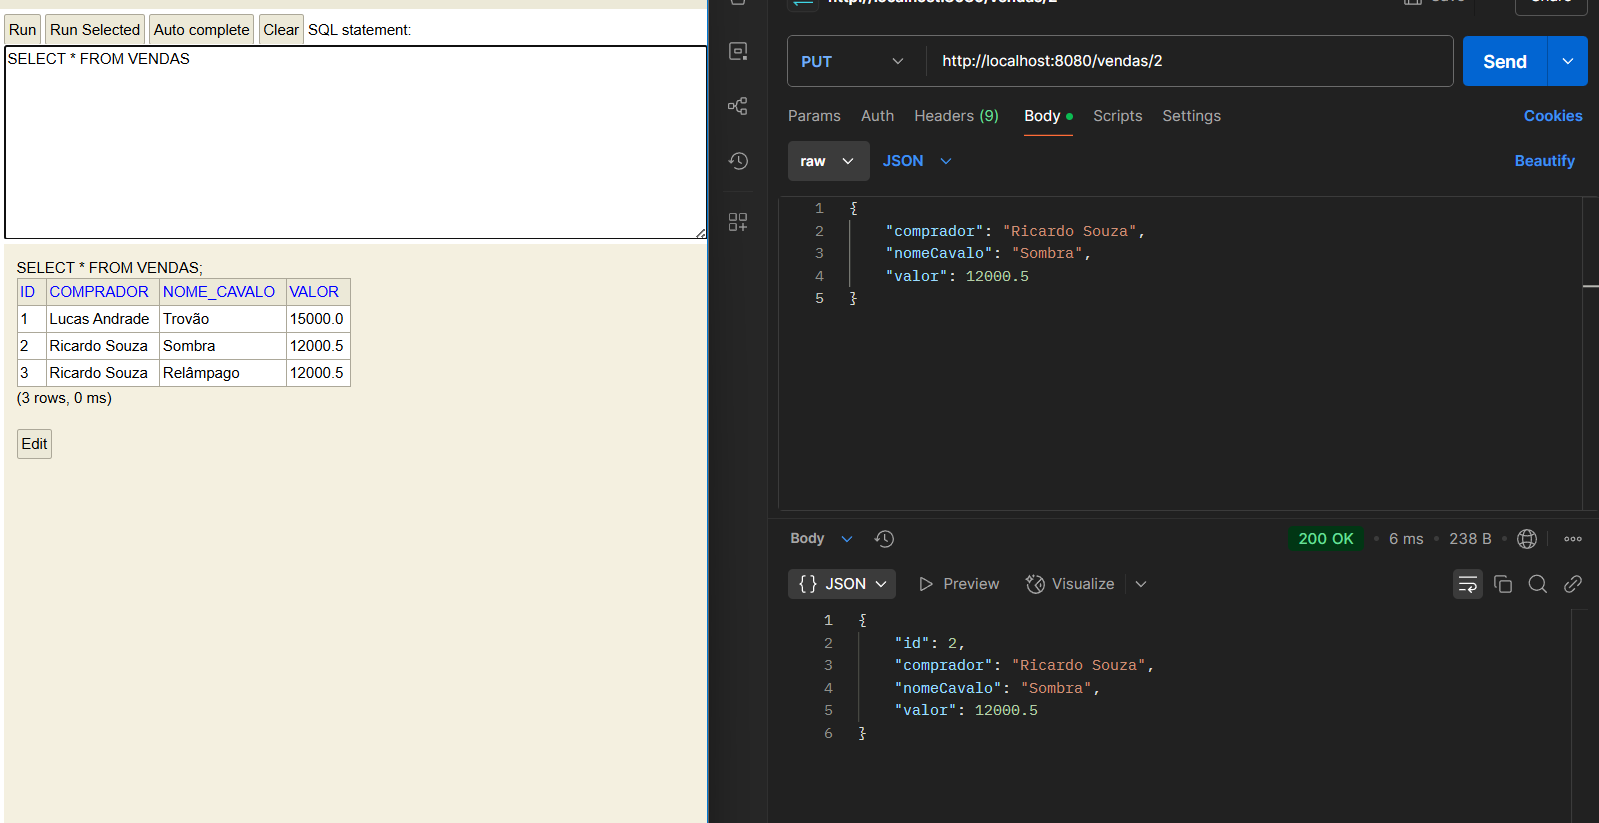 Run Run Selected Auto complete Clear SQL statement:
SELECT * FROM VENDAS
SELECT * FROM VENDAS;
ID COMPRADOR NOME_CAVALO VALOR
1 Lucas Andrade Trovão 15000.0
2 Ricardo Souza Sombra 12000.5
3 Ricardo Souza Relâmpago 12000.5
(3 rows, 0 ms)
Edit
http://localhost:8080/vendas/2
PUT http://localhost:8080/vendas/2 Send
Params Auth Headers (9) Body Scripts Settings Cookies
raw JSON Beautify
1 {
2 "comprador": "Ricardo Souza",
3 "nomeCavalo": "Sombra",
4 "valor": 12000.5
5 }
Body 200 OK • 6 ms • 238 B •
{} JSON Preview Visualize
1 {
2 "id": 2,
3 "comprador": "Ricardo Souza",
4 "nomeCavalo": "Sombra",
5 "valor": 12000.5
6 }